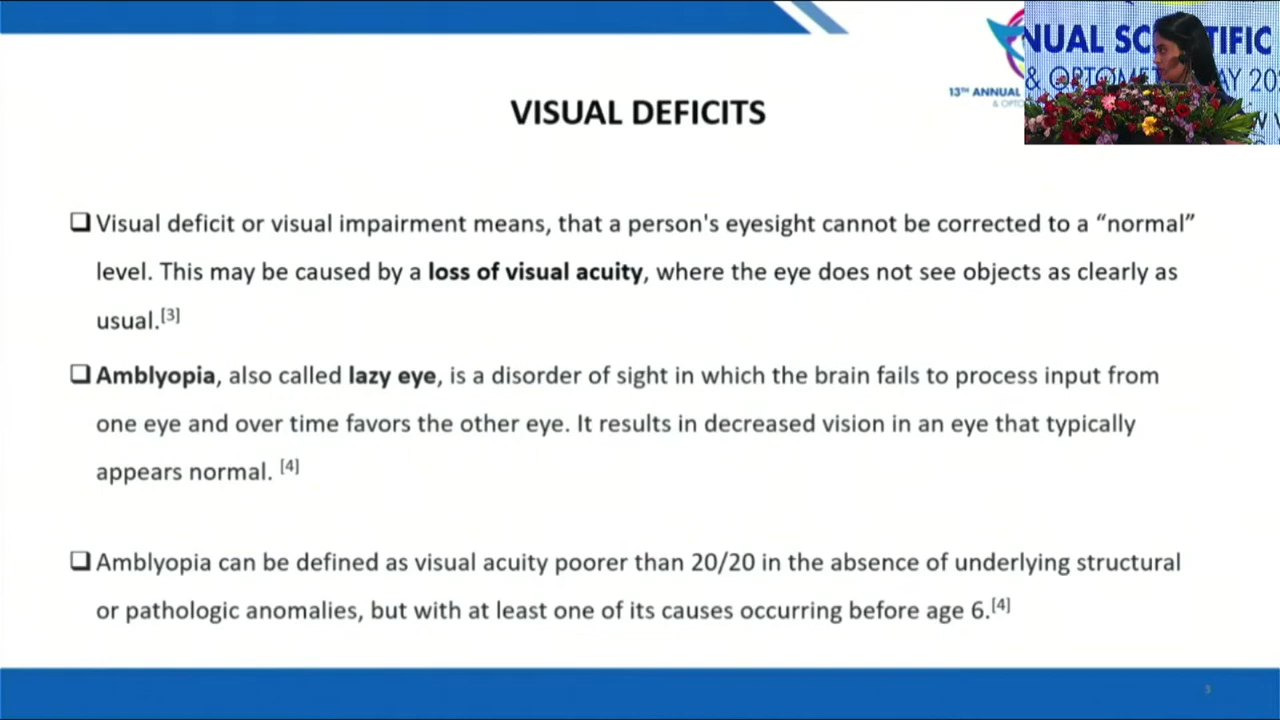 NUAL SC TIFIC
& OPTOMET AY 20
13TH ANNUAL
& OPTO
VISUAL DEFICITS
❑ Visual deficit or visual impairment means, that a person's eyesight cannot be corrected to a “normal”
level. This may be caused by a loss of visual acuity, where the eye does not see objects as clearly as
usual.[3]
❑ Amblyopia, also called lazy eye, is a disorder of sight in which the brain fails to process input from
one eye and over time favors the other eye. It results in decreased vision in an eye that typically
appears normal. [4]
❑ Amblyopia can be defined as visual acuity poorer than 20/20 in the absence of underlying structural
or pathologic anomalies, but with at least one of its causes occurring before age 6.[4]
3